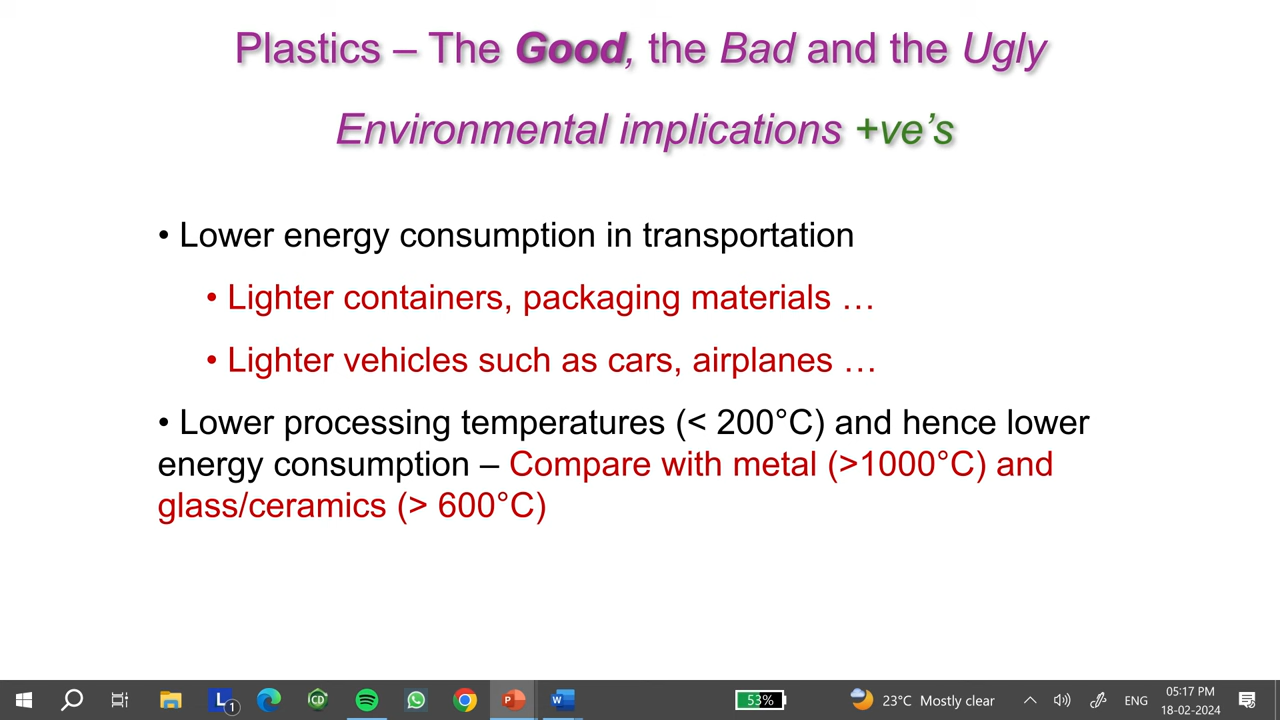 Plastics – The Good, the Bad and the Ugly
Environmental implications +ve’s
• Lower energy consumption in transportation
• Lighter containers, packaging materials …
• Lighter vehicles such as cars, airplanes …
• Lower processing temperatures (< 200°C) and hence lower
energy consumption – Compare with metal (>1000°C) and
glass/ceramics (> 600°C)
L 1 CD P W 53% 23°C Mostly clear ENG 05:17 PM
18-02-2024